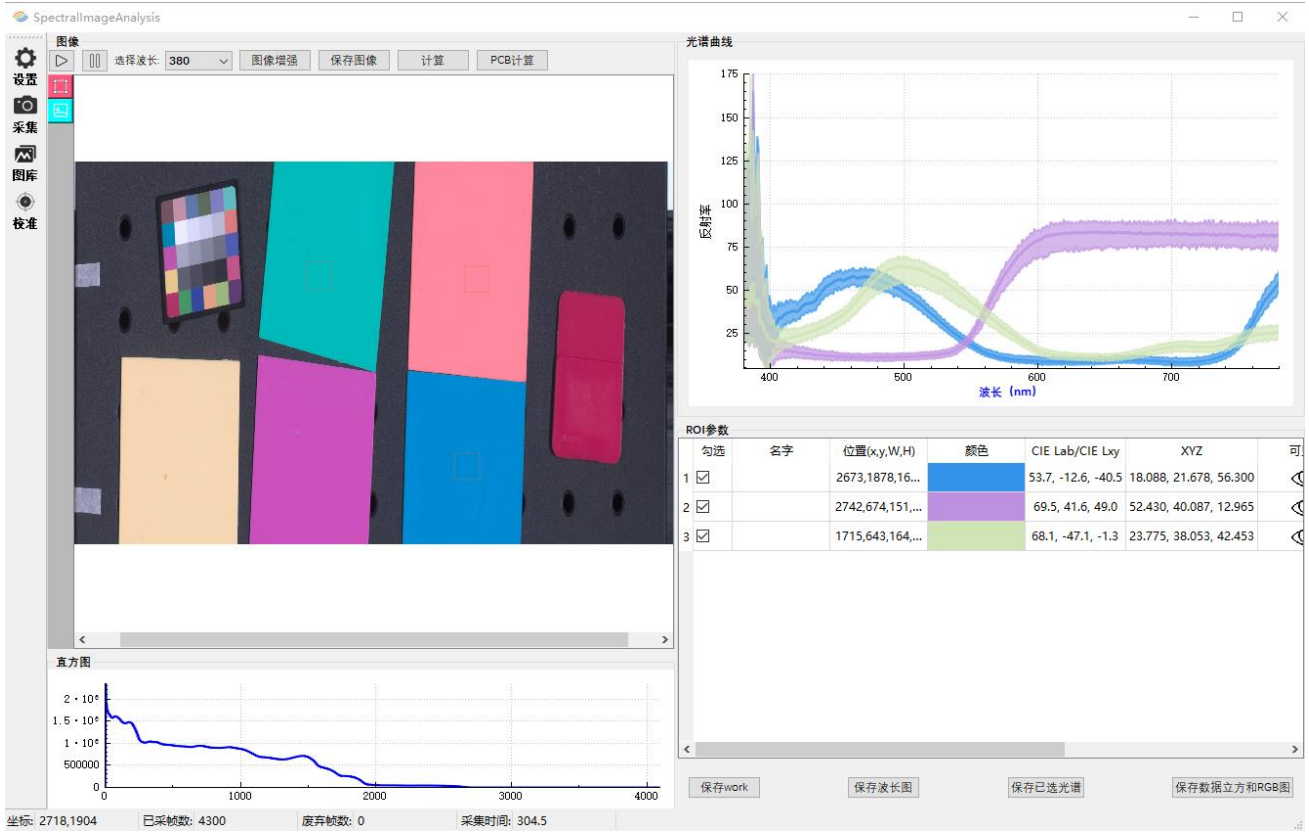 SpectralImageAnalysis
设置
采集
图库
校准
图像
选择波长: 380 图像增强 保存图像 计算 PCB计算
直方图
2·10⁶
1.5·10⁶
1·10⁶
500000
0
0 1000 2000 3000 4000
光谱曲线
反射率
175
150
125
100
75
50
25
400 500 600 700
波长 (nm)
ROI参数
勾选 名字 位置(x,y,W,H) 颜色 CIE Lab/CIE Lxy XYZ
1 2673,1878,16... 53.7, -12.6, -40.5 18.088, 21.678, 56.300
2 2742,674,151,... 69.5, 41.6, 49.0 52.430, 40.087, 12.965
3 1715,643,164,... 68.1, -47.1, -1.3 23.775, 38.053, 42.453
保存work 保存波长图 保存已选光谱 保存数据立方和RGB图
坐标: 2718,1904 已采帧数: 4300 废弃帧数: 0 采集时间: 304.5